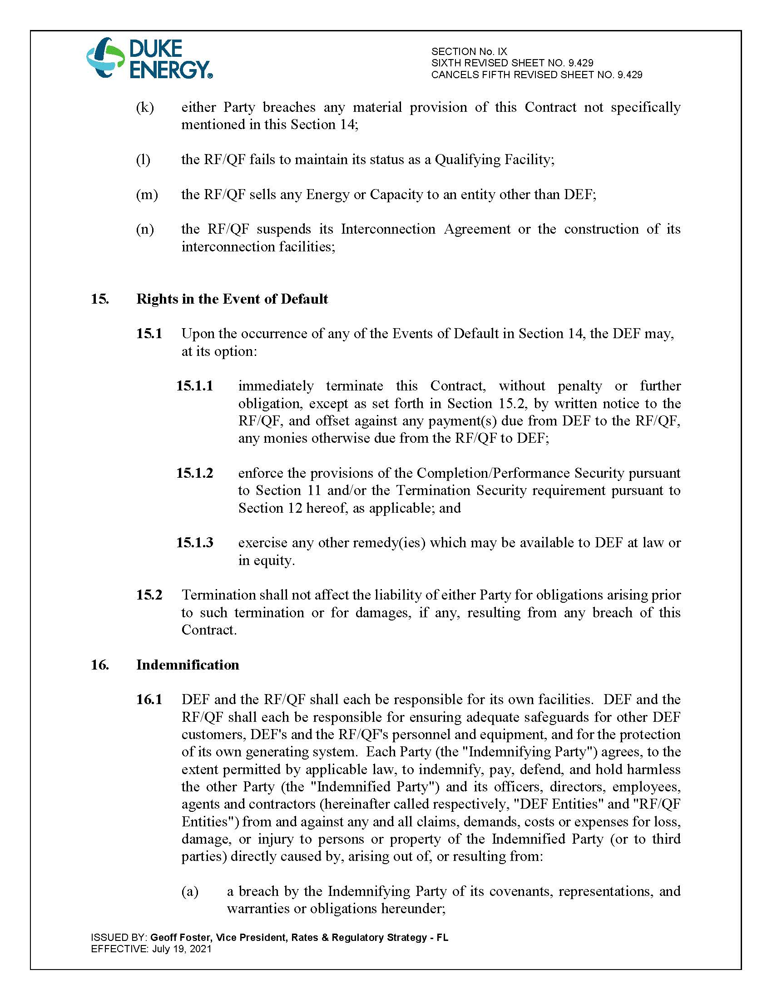 DUKE
ENERGY®
SECTION No. IX
SIXTH REVISED SHEET NO. 9.429
CANCELS FIFTH REVISED SHEET NO. 9.429
(k) either Party breaches any material provision of this Contract not specifically
mentioned in this Section 14;
(l) the RF/QF fails to maintain its status as a Qualifying Facility;
(m) the RF/QF sells any Energy or Capacity to an entity other than DEF;
(n) the RF/QF suspends its Interconnection Agreement or the construction of its
interconnection facilities;
15. Rights in the Event of Default
15.1 Upon the occurrence of any of the Events of Default in Section 14, the DEF may,
at its option:
15.1.1 immediately terminate this Contract, without penalty or further
obligation, except as set forth in Section 15.2, by written notice to the
RF/QF, and offset against any payment(s) due from DEF to the RF/QF,
any monies otherwise due from the RF/QF to DEF;
15.1.2 enforce the provisions of the Completion/Performance Security pursuant
to Section 11 and/or the Termination Security requirement pursuant to
Section 12 hereof, as applicable; and
15.1.3 exercise any other remedy(ies) which may be available to DEF at law or
in equity.
15.2 Termination shall not affect the liability of either Party for obligations arising prior
to such termination or for damages, if any, resulting from any breach of this
Contract.
16. Indemnification
16.1 DEF and the RF/QF shall each be responsible for its own facilities. DEF and the
RF/QF shall each be responsible for ensuring adequate safeguards for other DEF
customers, DEF's and the RF/QF's personnel and equipment, and for the protection
of its own generating system. Each Party (the "Indemnifying Party") agrees, to the
extent permitted by applicable law, to indemnify, pay, defend, and hold harmless
the other Party (the "Indemnified Party") and its officers, directors, employees,
agents and contractors (hereinafter called respectively, "DEF Entities" and "RF/QF
Entities") from and against any and all claims, demands, costs or expenses for loss,
damage, or injury to persons or property of the Indemnified Party (or to third
parties) directly caused by, arising out of, or resulting from:
(a) a breach by the Indemnifying Party of its covenants, representations, and
warranties or obligations hereunder;
ISSUED BY: Geoff Foster, Vice President, Rates & Regulatory Strategy - FL
EFFECTIVE: July 19, 2021